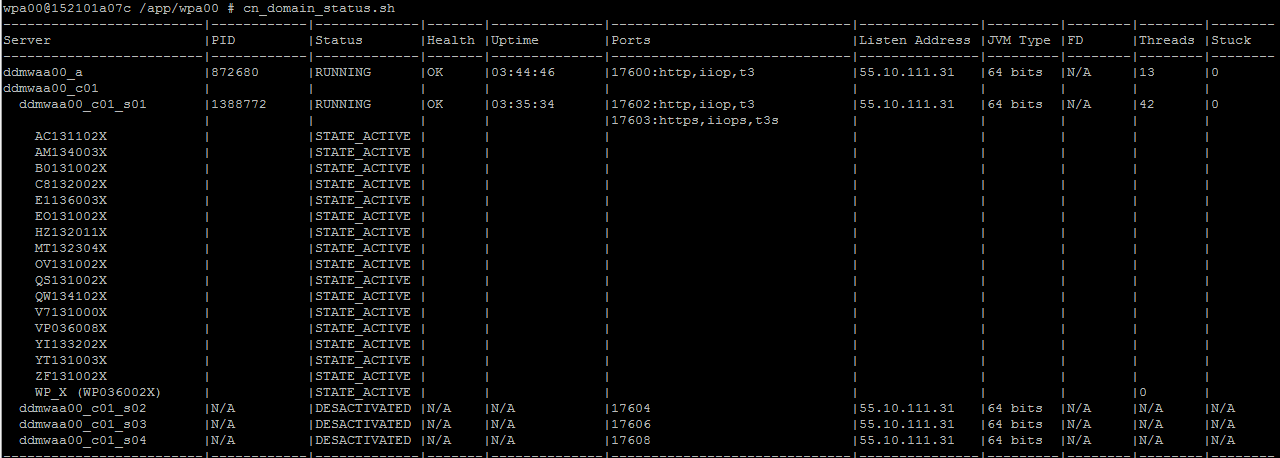 wpa00@152101a07c /app/wpa00 # cn_domain_status.sh
-------------------------|------------|-------------|-------|--------------|------------------------------|---------------|---------|--------|--------|--------
Server                   |PID         |Status       |Health |Uptime        |Ports                         |Listen Address |JVM Type |FD      |Threads |Stuck
-------------------------|------------|-------------|-------|--------------|------------------------------|---------------|---------|--------|--------|--------
ddmwaa00_a               |872680      |RUNNING      |OK     |03:44:46      |17600:http,iiop,t3            |55.10.111.31   |64 bits  |N/A     |13      |0
ddmwaa00_c01             |            |             |       |              |                              |               |         |        |        |
  ddmwaa00_c01_s01       |1388772     |RUNNING      |OK     |03:35:34      |17602:http,iiop,t3            |55.10.111.31   |64 bits  |N/A     |42      |0
                         |            |             |       |              |17603:https,iiops,t3s         |               |         |        |        |
    AC131102X            |            |STATE_ACTIVE |       |              |                              |               |         |        |        |
    AM134003X            |            |STATE_ACTIVE |       |              |                              |               |         |        |        |
    B0131002X            |            |STATE_ACTIVE |       |              |                              |               |         |        |        |
    C8132002X            |            |STATE_ACTIVE |       |              |                              |               |         |        |        |
    E1136003X            |            |STATE_ACTIVE |       |              |                              |               |         |        |        |
    EO131002X            |            |STATE_ACTIVE |       |              |                              |               |         |        |        |
    HZ132011X            |            |STATE_ACTIVE |       |              |                              |               |         |        |        |
    MT132304X            |            |STATE_ACTIVE |       |              |                              |               |         |        |        |
    OV131002X            |            |STATE_ACTIVE |       |              |                              |               |         |        |        |
    QS131002X            |            |STATE_ACTIVE |       |              |                              |               |         |        |        |
    QW134102X            |            |STATE_ACTIVE |       |              |                              |               |         |        |        |
    V7131000X            |            |STATE_ACTIVE |       |              |                              |               |         |        |        |
    VP036008X            |            |STATE_ACTIVE |       |              |                              |               |         |        |        |
    YI133202X            |            |STATE_ACTIVE |       |              |                              |               |         |        |        |
    YT131003X            |            |STATE_ACTIVE |       |              |                              |               |         |        |        |
    ZF131002X            |            |STATE_ACTIVE |       |              |                              |               |         |        |        |
    WP_X (WP036002X)     |            |STATE_ACTIVE |       |              |                              |               |         |        |0       |
  ddmwaa00_c01_s02       |N/A         |DESACTIVATED |N/A    |N/A           |17604                         |55.10.111.31   |64 bits  |N/A     |N/A     |N/A
  ddmwaa00_c01_s03       |N/A         |DESACTIVATED |N/A    |N/A           |17606                         |55.10.111.31   |64 bits  |N/A     |N/A     |N/A
  ddmwaa00_c01_s04       |N/A         |DESACTIVATED |N/A    |N/A           |17608                         |55.10.111.31   |64 bits  |N/A     |N/A     |N/A
-------------------------|------------|-------------|-------|--------------|------------------------------|---------------|---------|--------|--------|--------